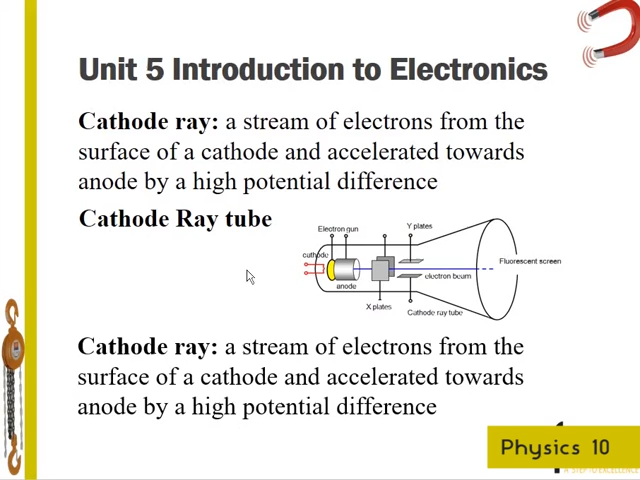 Unit 5 Introduction to Electronics
Cathode ray: a stream of electrons from the
surface of a cathode and accelerated towards
anode by a high potential difference
Cathode Ray tube
Electron gun
Y plates
cathode
Fluorescent screen
electron beam
anode
X plates
Cathode ray tube
Cathode ray: a stream of electrons from the
surface of a cathode and accelerated towards
anode by a high potential difference
Physics 10
A STEP TO EXCELLENCE